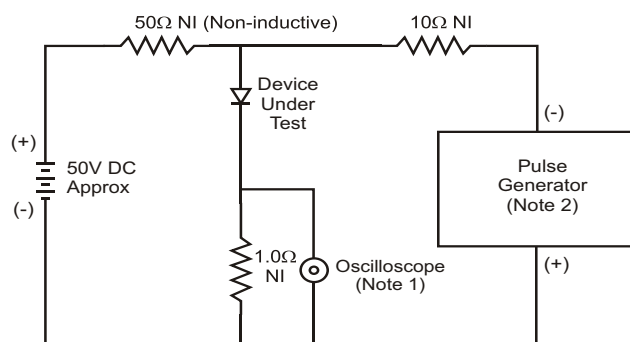 50Ω NI (Non-inductive)
10Ω NI
Device
Under
Test
(+)
50V DC
Approx
(-)
1.0Ω
NI
Oscilloscope
(Note 1)
(-)
Pulse
Generator
(Note 2)
(+)